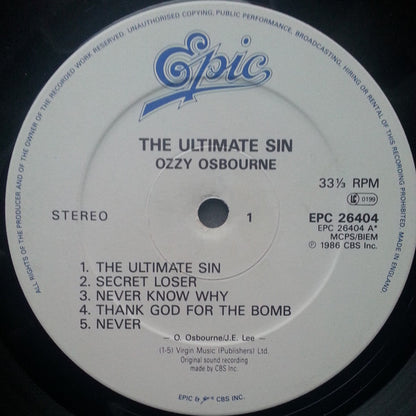 ALL RIGHTS OF THE PRODUCER AND OF THE OWNER OF THE RECORDED WORK RESERVED. UNAUTHORISED COPYING, PUBLIC PERFORMANCE, BROADCASTING, HIRING OR RENTAL OF THIS RECORDING PROHIBITED. MADE IN ENGLAND
Epic
THE ULTIMATE SIN
OZZY OSBOURNE
33⅓ RPM
LC 0199
STEREO
1
EPC 26404
EPC 26404 A*
MCPS/BIEM
℗ 1986 CBS Inc.
1. THE ULTIMATE SIN
2. SECRET LOSER
3. NEVER KNOW WHY
4. THANK GOD FOR THE BOMB
5. NEVER
— O. Osbourne/J.E. Lee —
(1-5) Virgin Music (Publishers) Ltd.
Original sound recording
made by CBS Inc.
EPIC & CBS INC.